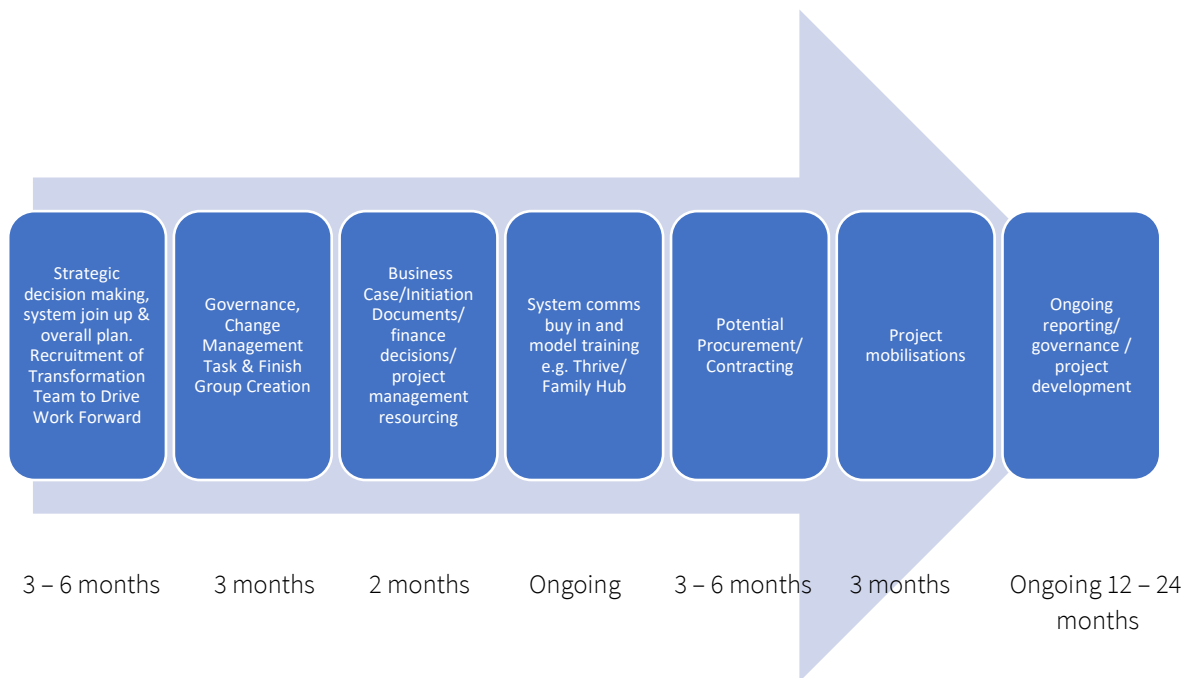 Strategic
decision making,
system join up &
overall plan.
Recruitment of
Transformation
Team to Drive
Work Forward
Governance,
Change
Management
Task & Finish
Group Creation
Business
Case/Initiation
Documents/
finance
decisions/
project
management
resourcing
System comms
buy in and
model training
e.g. Thrive/
Family Hub
Potential
Procurement/
Contracting
Project
mobilisations
Ongoing
reporting/
governance /
project
development
3 – 6 months
3 months
2 months
Ongoing
3 – 6 months
3 months
Ongoing 12 – 24
months